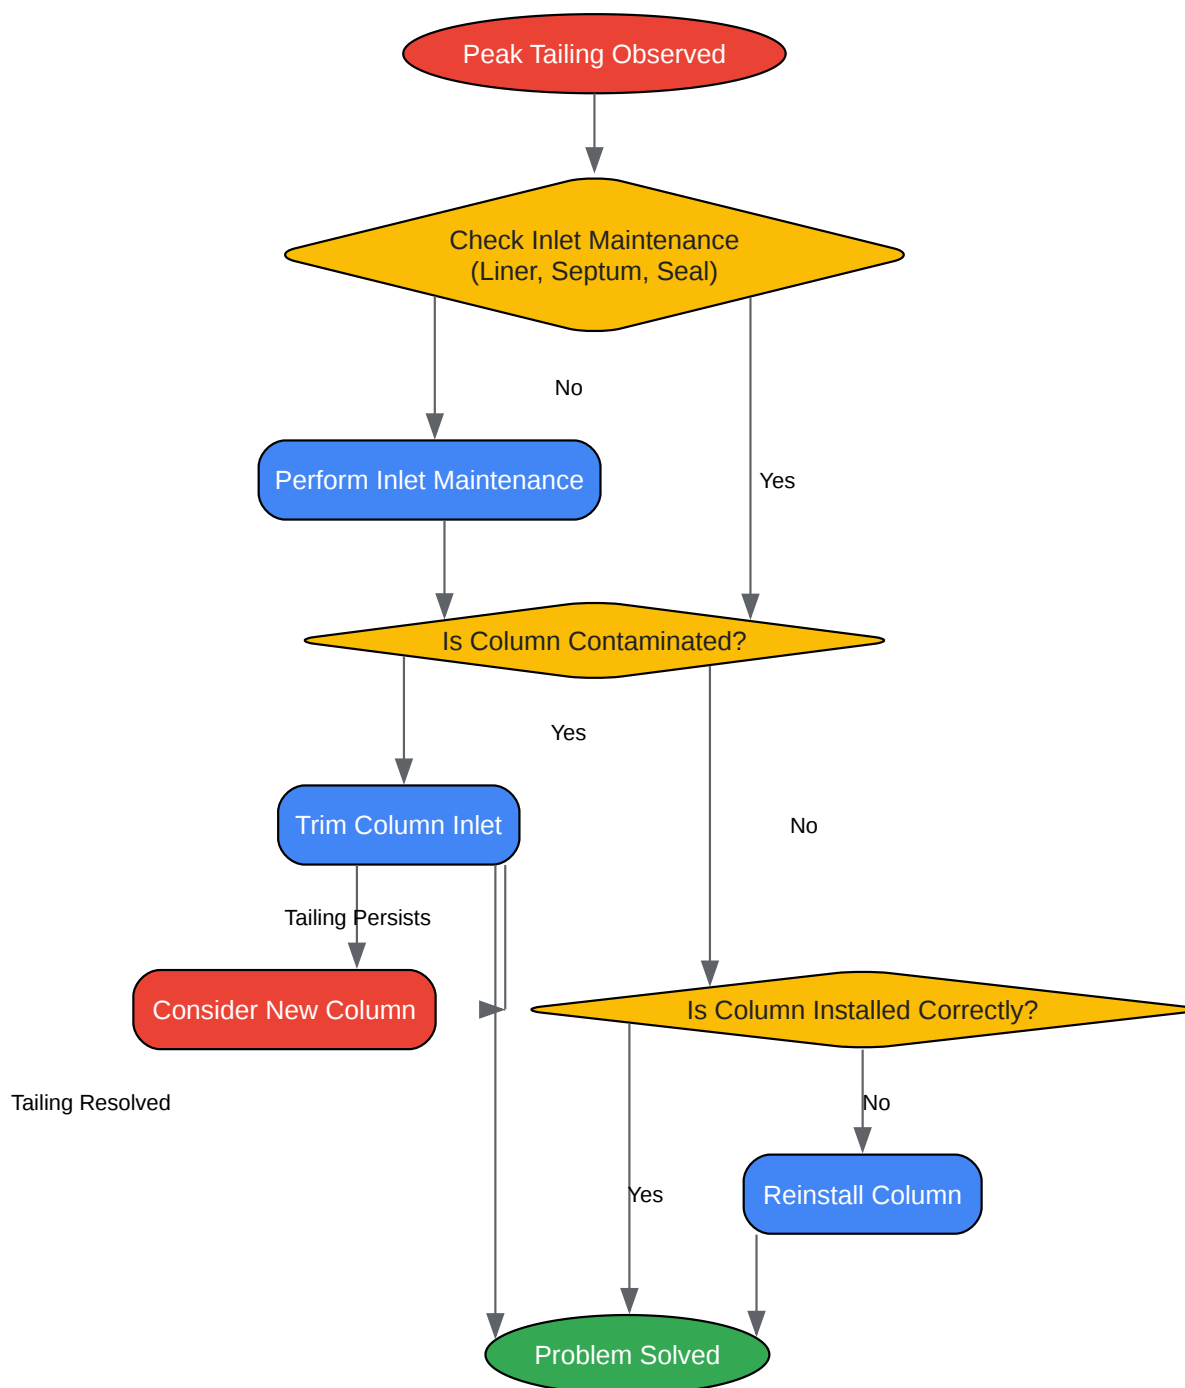 Peak Tailing Observed
Check Inlet Maintenance
(Liner, Septum, Seal)
No
Perform Inlet Maintenance
Yes
Is Column Contaminated?
Yes
Trim Column Inlet
No
Tailing Persists
Consider New Column
Is Column Installed Correctly?
Tailing Resolved
No
Yes
Reinstall Column
Problem Solved